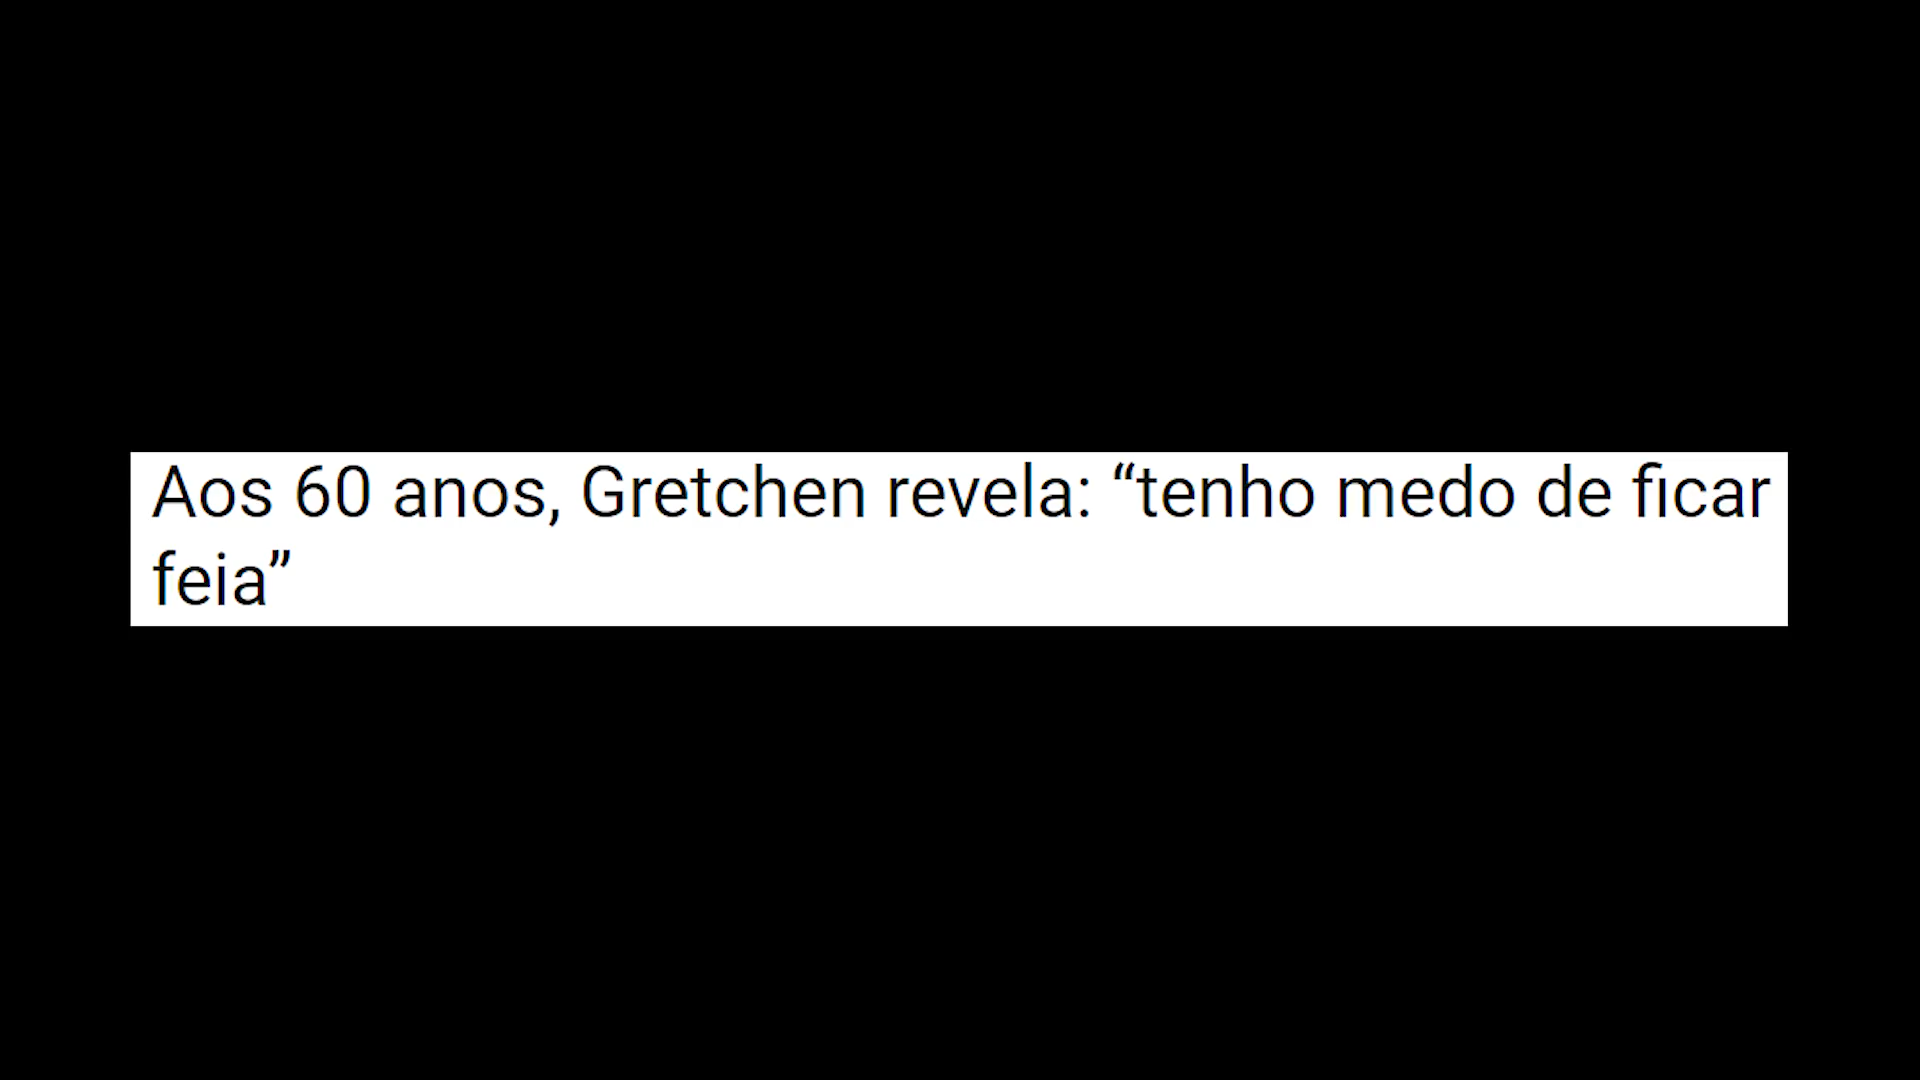 Aos 60 anos, Gretchen revela: “tenho medo de ficar
feia”